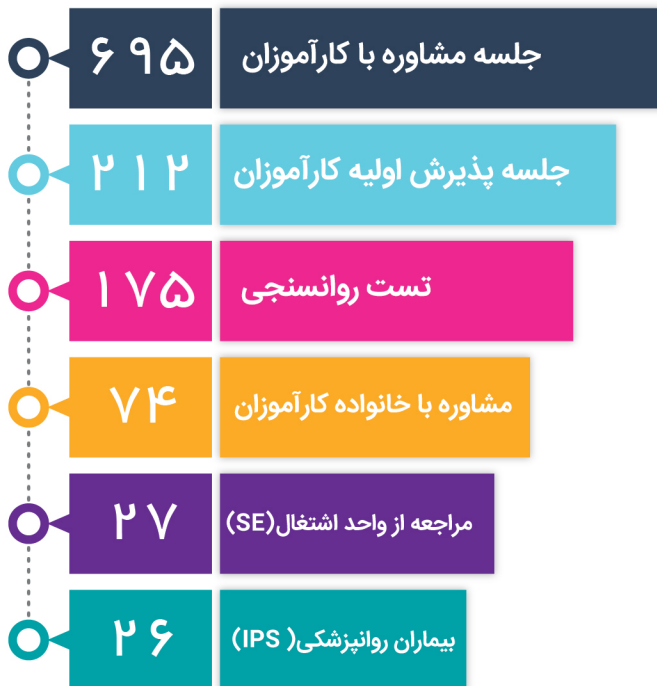 ۶۹۵ جلسه مشاوره با کارآموزان
۲۱۲ جلسه پذیرش اولیه کارآموزان
۱۷۵ تست روانسنجی
۷۴ مشاوره با خانواده کارآموزان
۲۷ مراجعه از واحد اشتغال(SE)
۲۶ بیماران روانپزشکی( IPS)